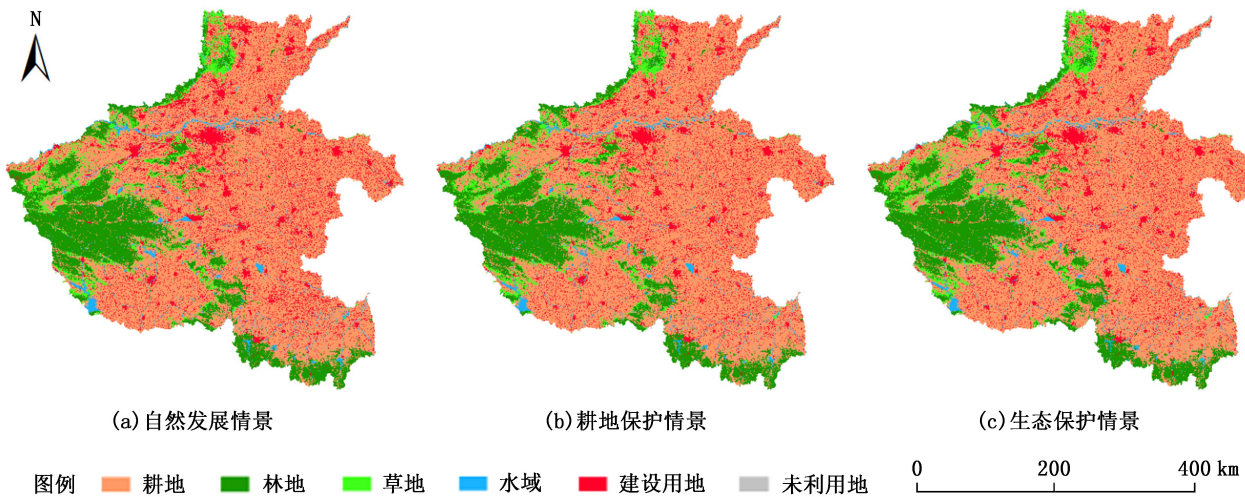 N
(a)自然发展情景
(b)耕地保护情景
(c)生态保护情景
图例 耕地 林地 草地 水域 建设用地 未利用地
0 200 400 km